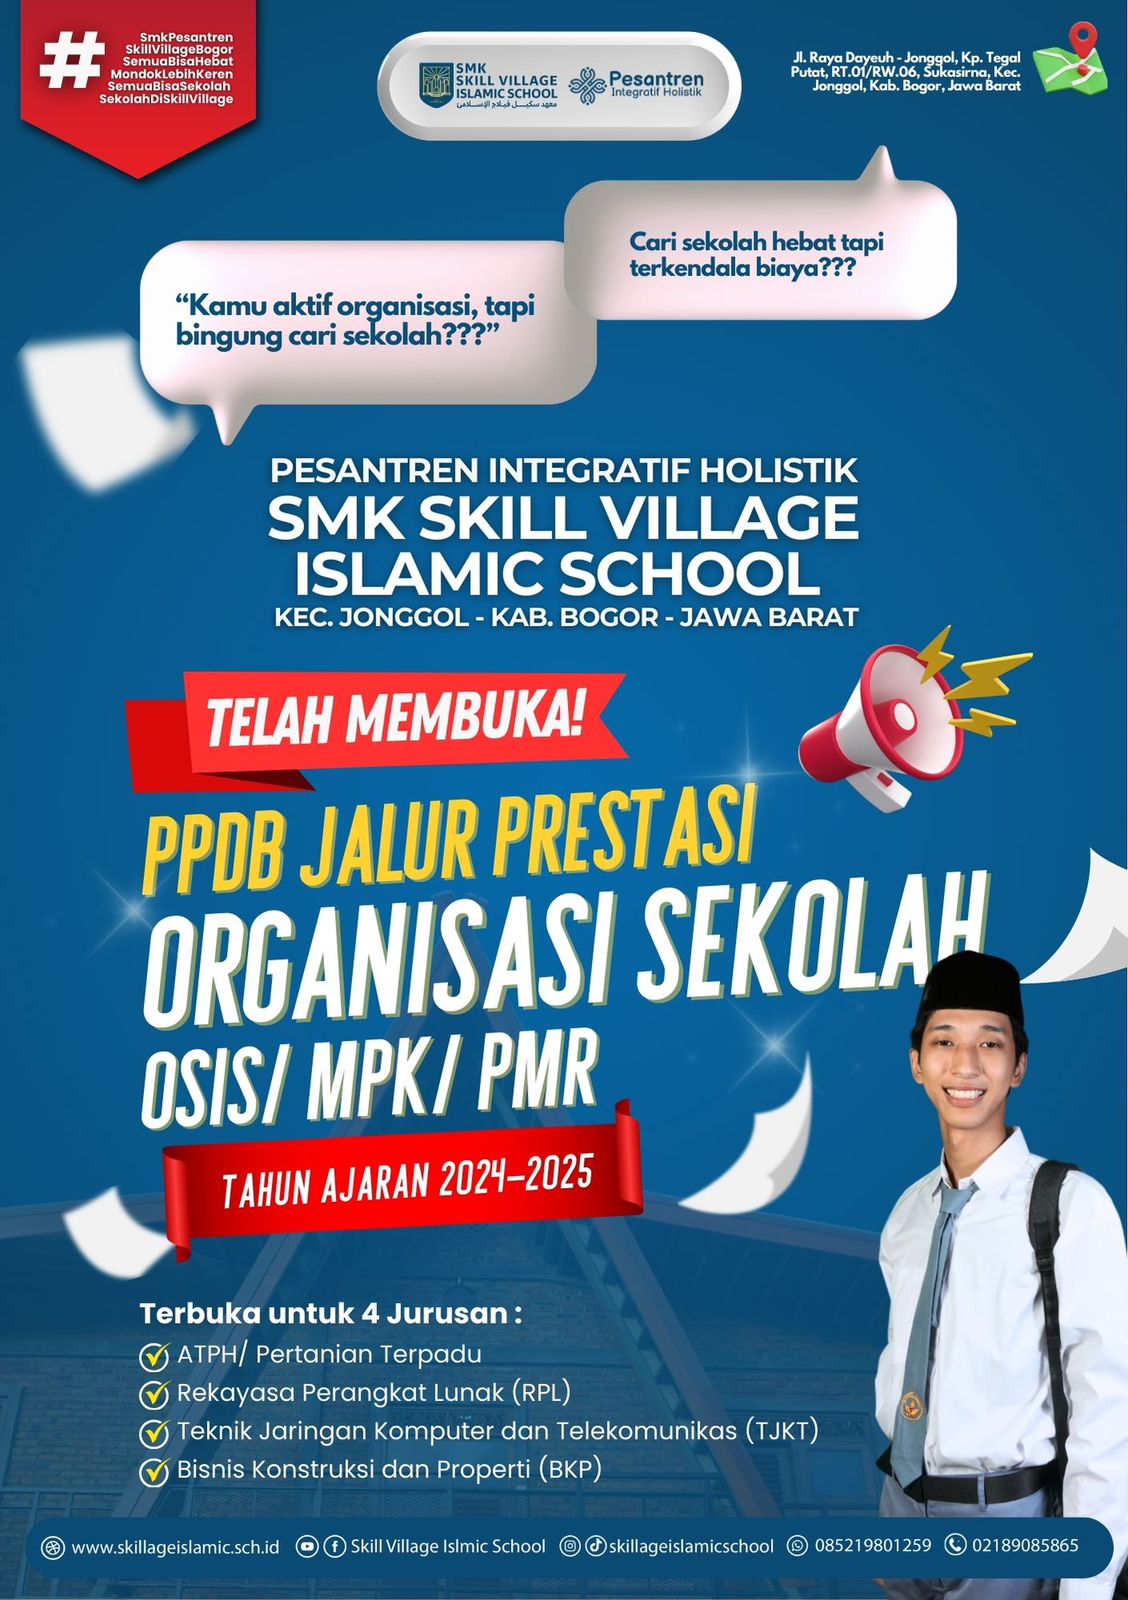 #
SmkPesantren
SkillVillageBogor
SemuaBisaHebat
MondokLebihKeren
SemuaBisaSekolah
SekolahDiSkillVillage
SMK
SKILL VILLAGE
ISLAMIC SCHOOL
معهد سكيل فيلاج الإسلامي
Pesantren
Integratif Holistik
Jl. Raya Dayeuh - Jonggol, Kp. Tegal
Putat, RT.01/RW.06, Sukasirna, Kec.
Jonggol, Kab. Bogor, Jawa Barat
Cari sekolah hebat tapi
terkendala biaya???
“Kamu aktif organisasi, tapi
bingung cari sekolah???”
PESANTREN INTEGRATIF HOLISTIK
SMK SKILL VILLAGE
ISLAMIC SCHOOL
KEC. JONGGOL - KAB. BOGOR - JAWA BARAT
TELAH MEMBUKA!
PPDB JALUR PRESTASI
ORGANISASI SEKOLAH
OSIS/ MPK/ PMR
TAHUN AJARAN 2024–2025
Terbuka untuk 4 Jurusan :
ATPH/ Pertanian Terpadu
Rekayasa Perangkat Lunak (RPL)
Teknik Jaringan Komputer dan Telekomunikas (TJKT)
Bisnis Konstruksi dan Properti (BKP)
www.skillageislamic.sch.id Skill Village Islmic School skillageislamicschool 085219801259 02189085865